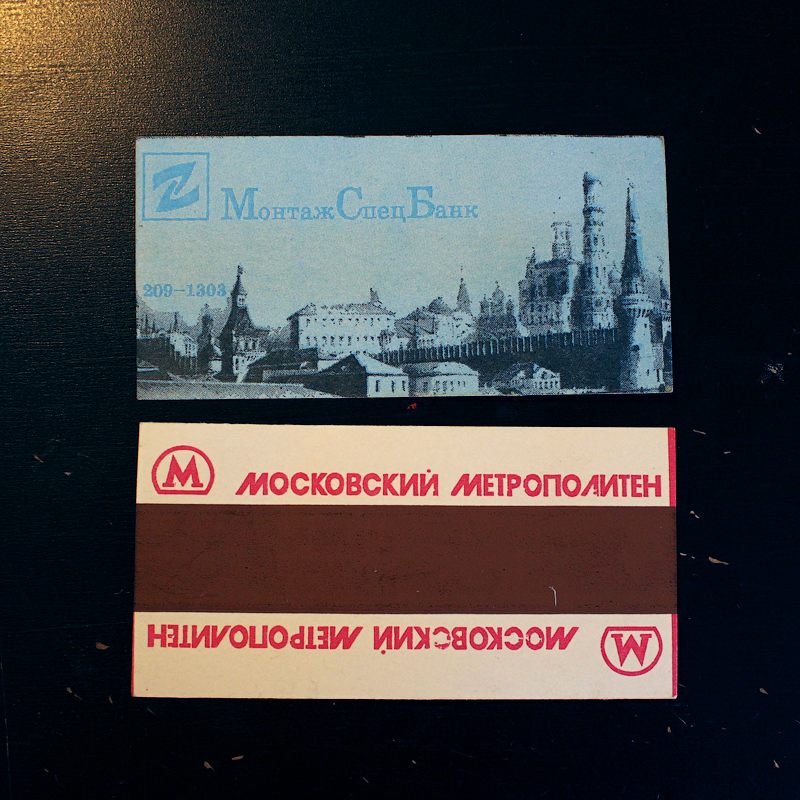 МонтажСпецБанк
209-1303
М МОСКОВСКИЙ МЕТРОПОЛИТЕН
М МОСКОВСКИЙ МЕТРОПОЛИТЕН